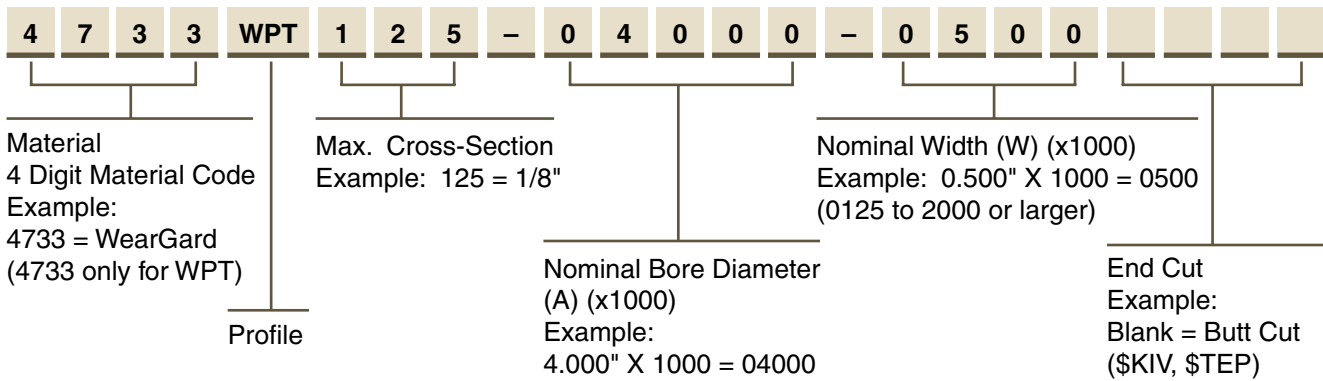 4 7 3 3 WPT 1 2 5 – 0 4 0 0 0 – 0 5 0 0
Material
4 Digit Material Code
Example:
4733 = WearGard
(4733 only for WPT)
Profile
Max. Cross-Section
Example: 125 = 1/8"
Nominal Bore Diameter
(A) (x1000)
Example:
4.000" X 1000 = 04000
Nominal Width (W) (x1000)
Example: 0.500" X 1000 = 0500
(0125 to 2000 or larger)
End Cut
Example:
Blank = Butt Cut
($KIV, $TEP)